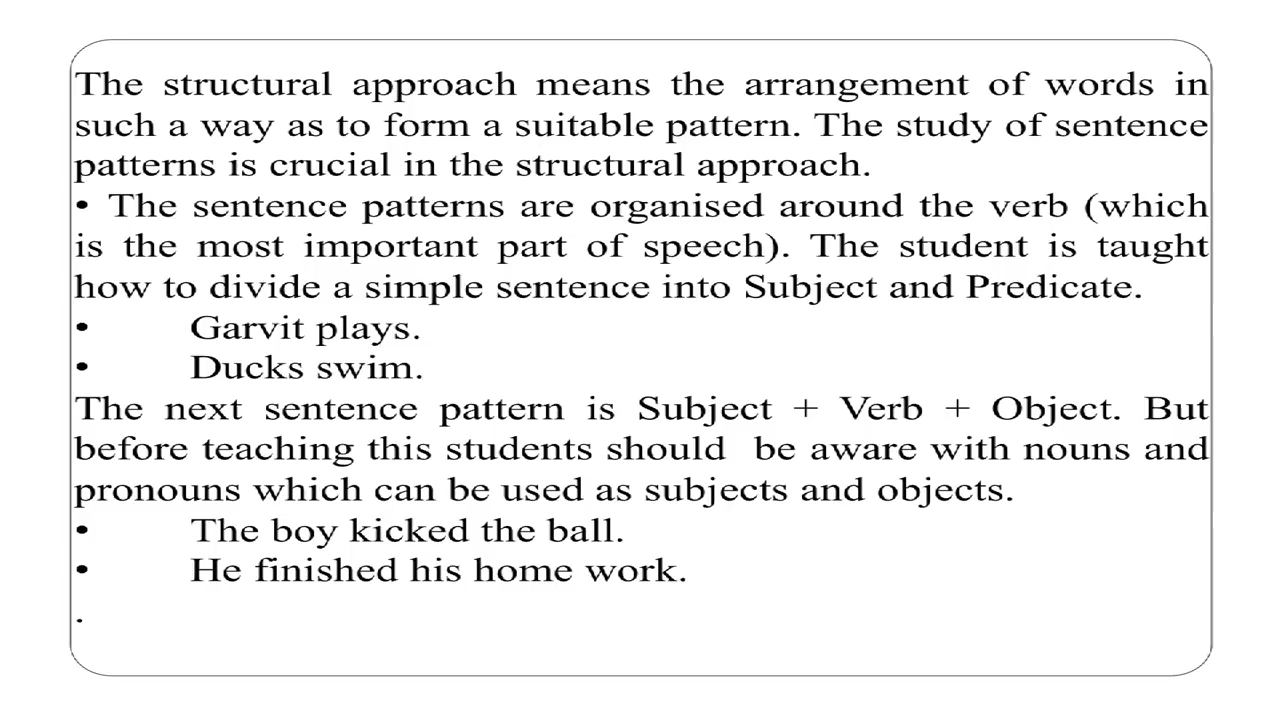 The structural approach means the arrangement of words in
such a way as to form a suitable pattern. The study of sentence
patterns is crucial in the structural approach.
• The sentence patterns are organised around the verb (which
is the most important part of speech). The student is taught
how to divide a simple sentence into Subject and Predicate.
• Garvit plays.
• Ducks swim.
The next sentence pattern is Subject + Verb + Object. But
before teaching this students should be aware with nouns and
pronouns which can be used as subjects and objects.
• The boy kicked the ball.
• He finished his home work.
.